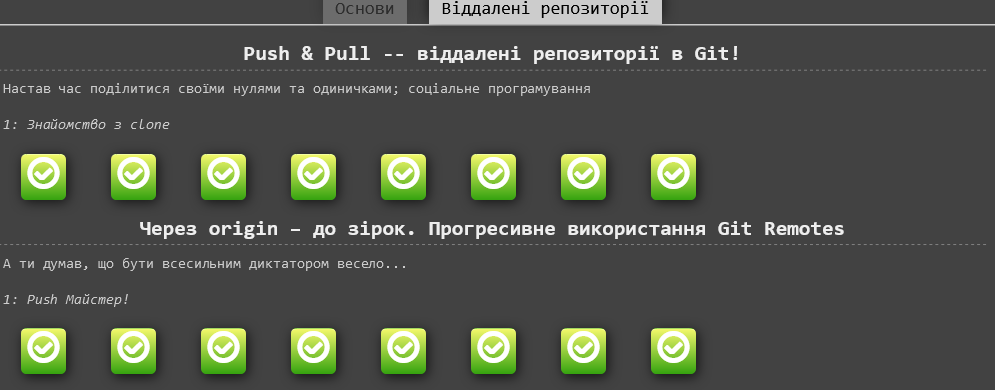 Основи Віддалені репозиторії
Push & Pull -- віддалені репозиторії в Git!
Настав час поділитися своїми нулями та одиничками; соціальне програмування
1: Знайомство з clone
Через origin – до зірок. Прогресивне використання Git Remotes
А ти думав, що бути всесильним диктатором весело...
1: Push Майстер!